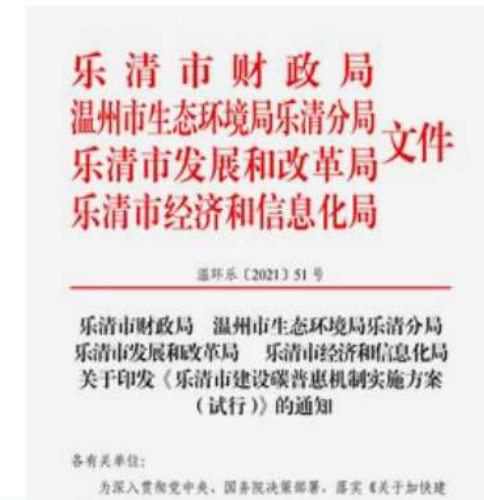 乐清市财政局
温州市生态环境局乐清分局
乐清市发展和改革局
乐清市经济和信息化局
文件
温环乐〔2021〕51 号
乐清市财政局 温州市生态环境局乐清分局
乐清市发展和改革局 乐清市经济和信息化局
关于印发《乐清市建设碳普惠机制实施方案
（试行）》的通知
各有关单位：
为深入贯彻党中央、国务院决策部署，落实《关于加快建